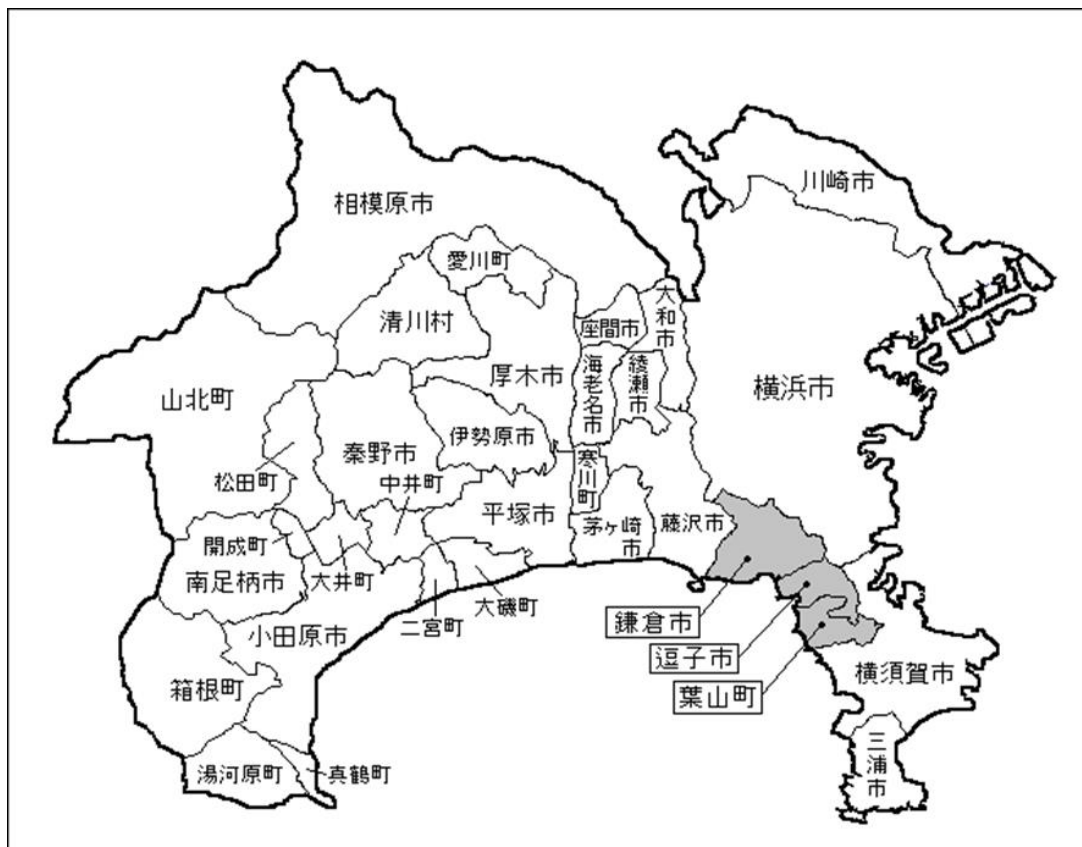 川崎市
相模原市
愛川町
大和市
清川村
座間市
厚木市
海老名市
綾瀬市
横浜市
山北町
伊勢原市
秦野市
松田町
中井町
寒川町
平塚市
茅ヶ崎市
藤沢市
開成町
南足柄市
大井町
大磯町
二宮町
鎌倉市
小田原市
逗子市
横須賀市
箱根町
葉山町
三浦市
湯河原町
真鶴町